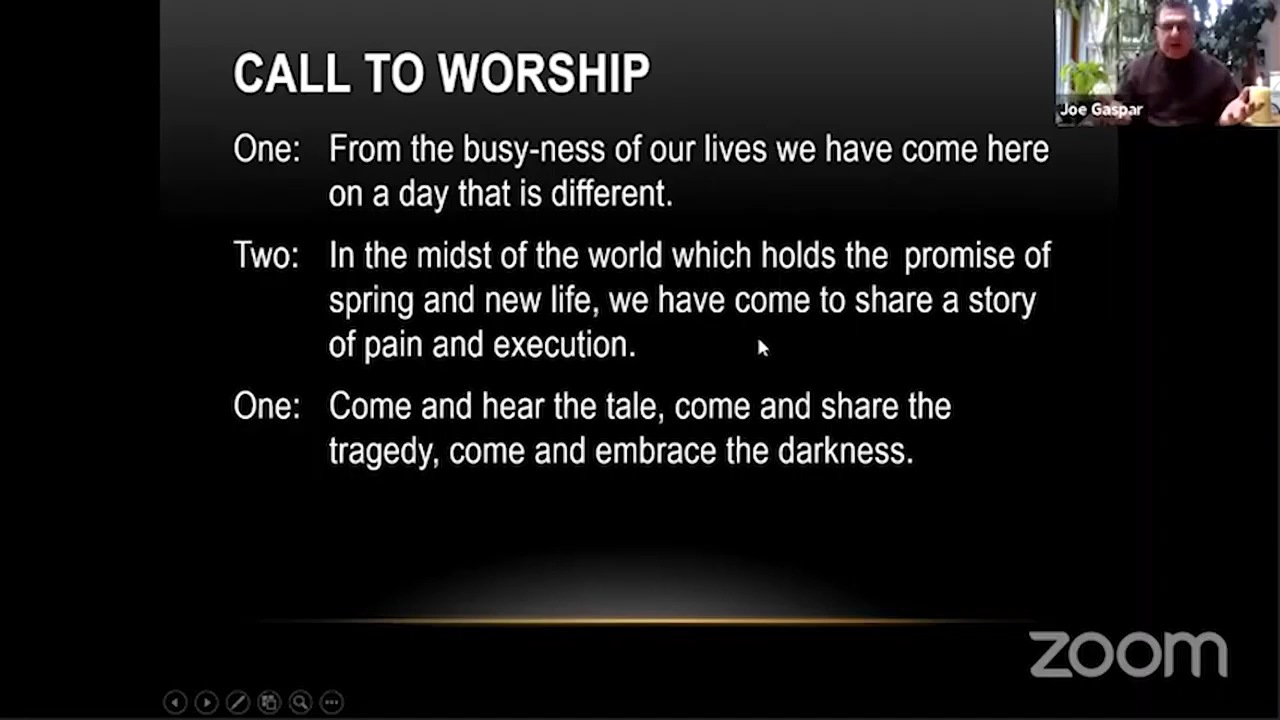 CALL TO WORSHIP
Joe Gaspar
One: From the busy-ness of our lives we have come here
on a day that is different.
Two: In the midst of the world which holds the promise of
spring and new life, we have come to share a story
of pain and execution.
One: Come and hear the tale, come and share the
tragedy, come and embrace the darkness.
zoom